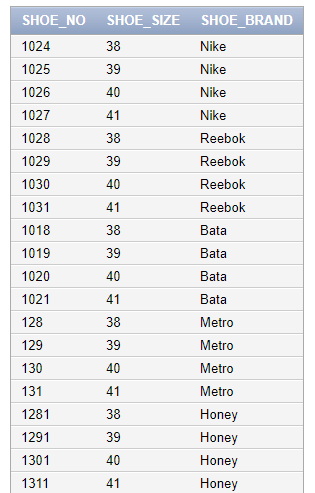 SHOE_NO SHOE_SIZE SHOE_BRAND
1024 38 Nike
1025 39 Nike
1026 40 Nike
1027 41 Nike
1028 38 Reebok
1029 39 Reebok
1030 40 Reebok
1031 41 Reebok
1018 38 Bata
1019 39 Bata
1020 40 Bata
1021 41 Bata
128 38 Metro
129 39 Metro
130 40 Metro
131 41 Metro
1281 38 Honey
1291 39 Honey
1301 40 Honey
1311 41 Honey